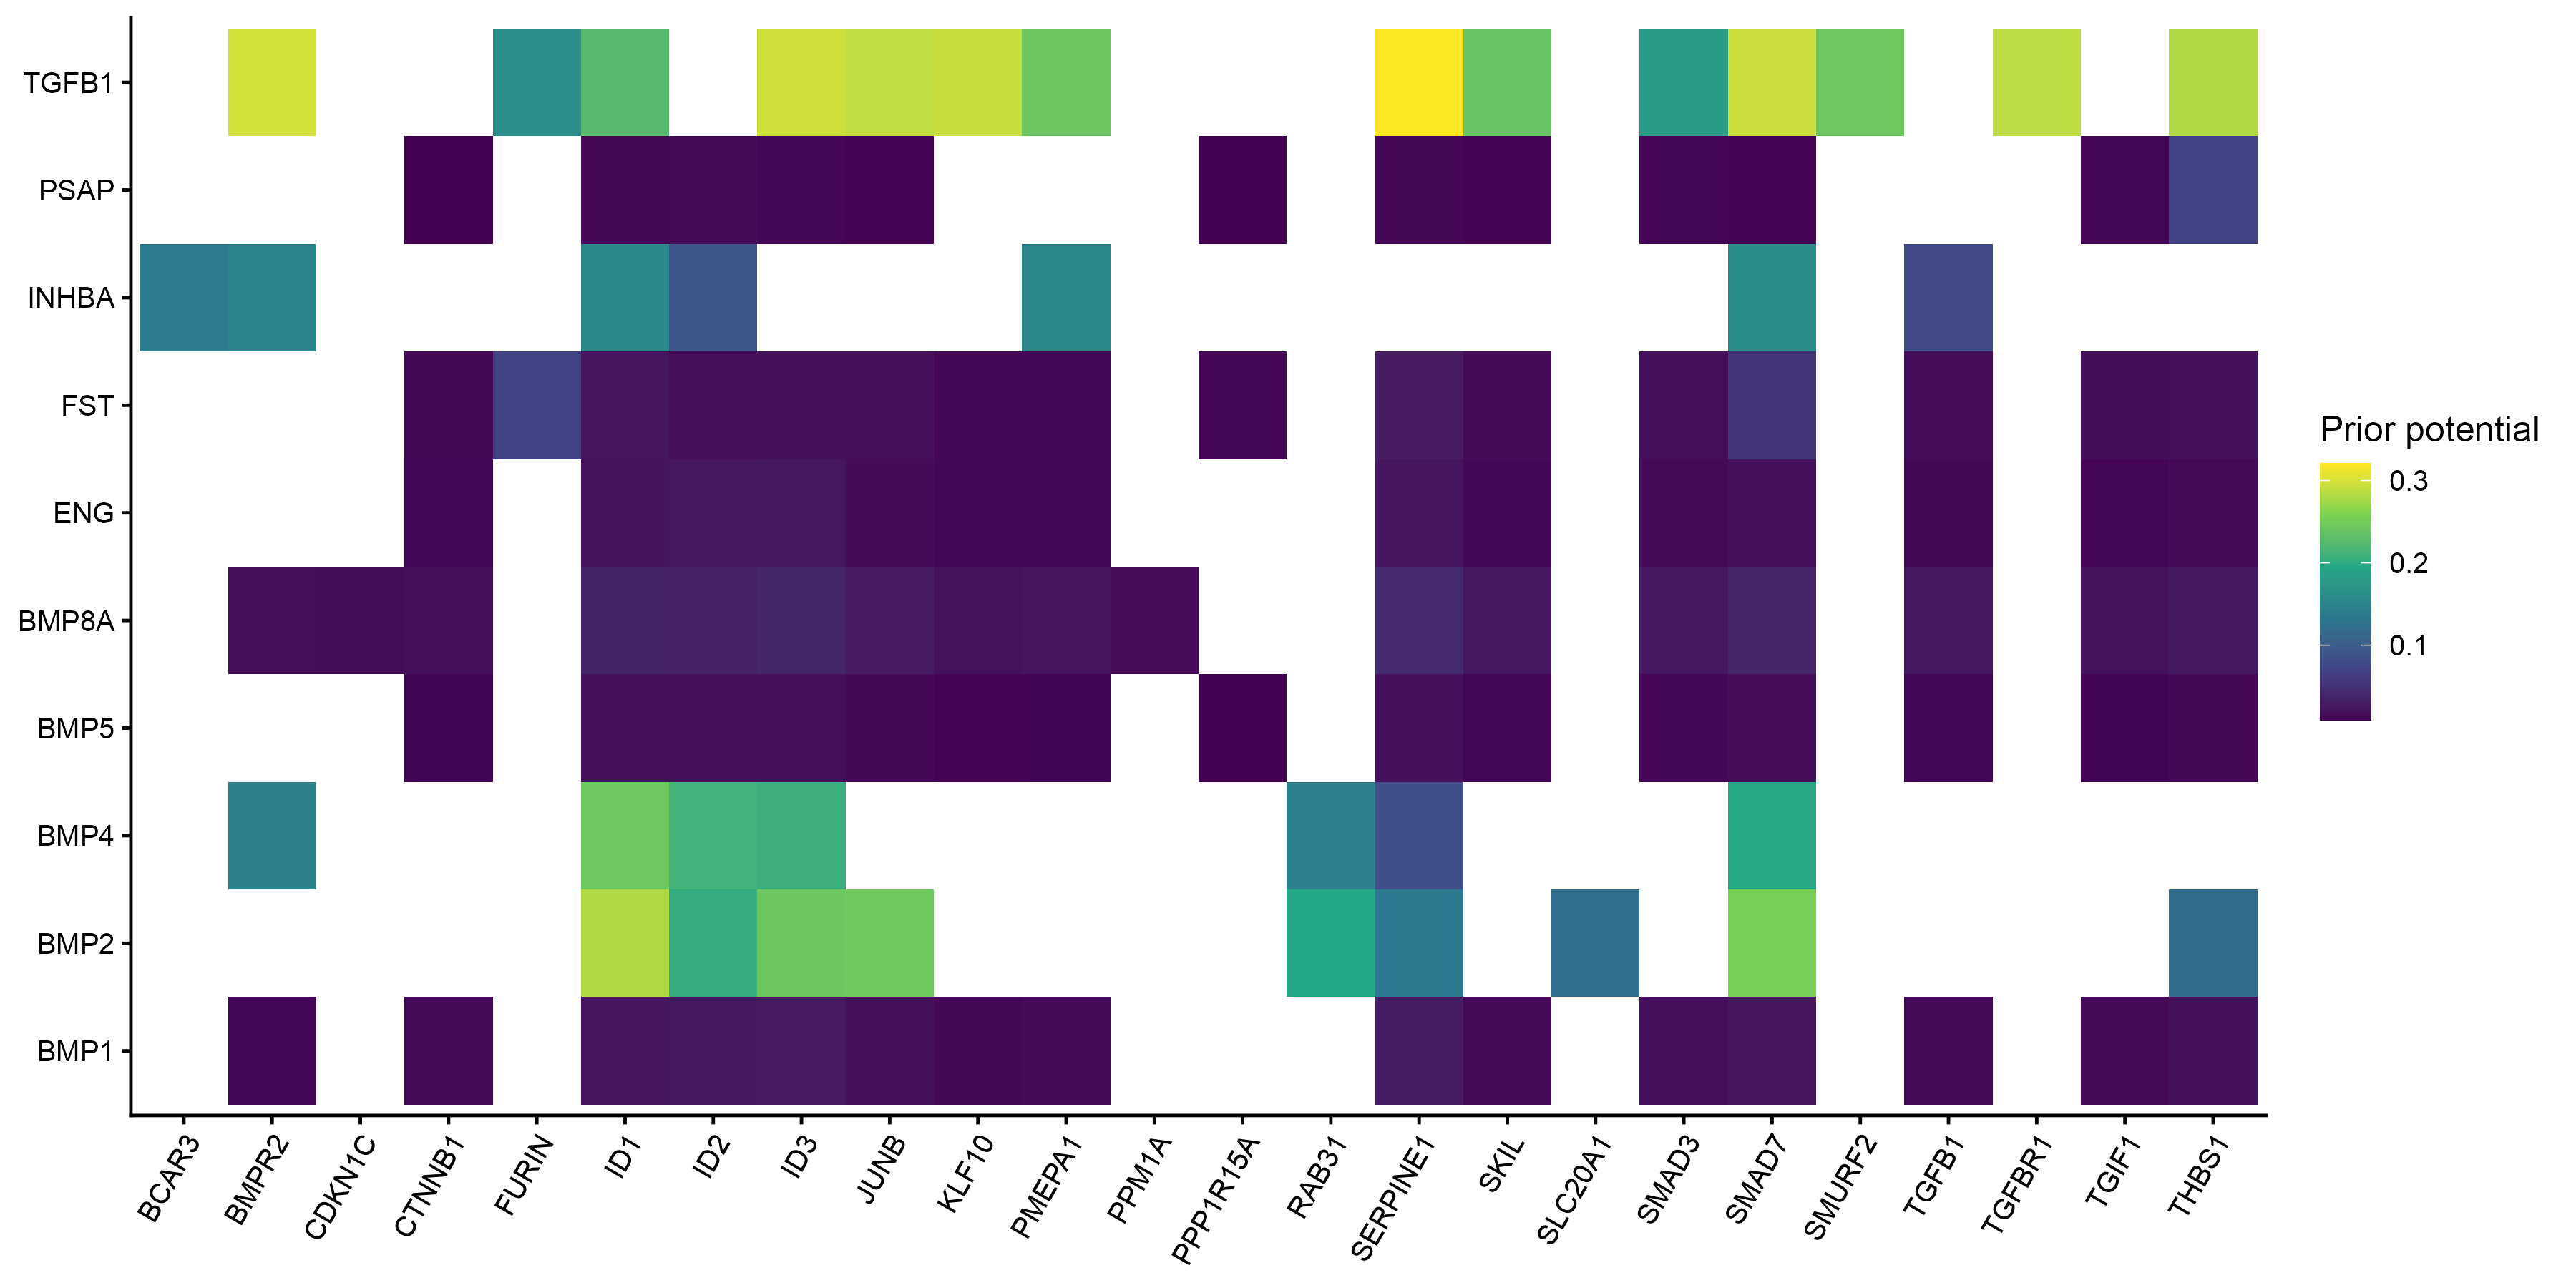 TGFB1
PSAP
INHBA
FST
ENG
BMP8A
BMP5
BMP4
BMP2
BMP1
BCAR3
BMPR2
CDKN1C
CTNNB1
FURIN
ID1
ID2
ID3
JUNB
KLF10
PMEPA1
PPM1A
PPP1R15A
RAB31
SERPINE1
SKIL
SLC20A1
SMAD3
SMAD7
SMURF2
TGFB1
TGFBR1
TGIF1
THBS1
Prior potential
0.3
0.2
0.1